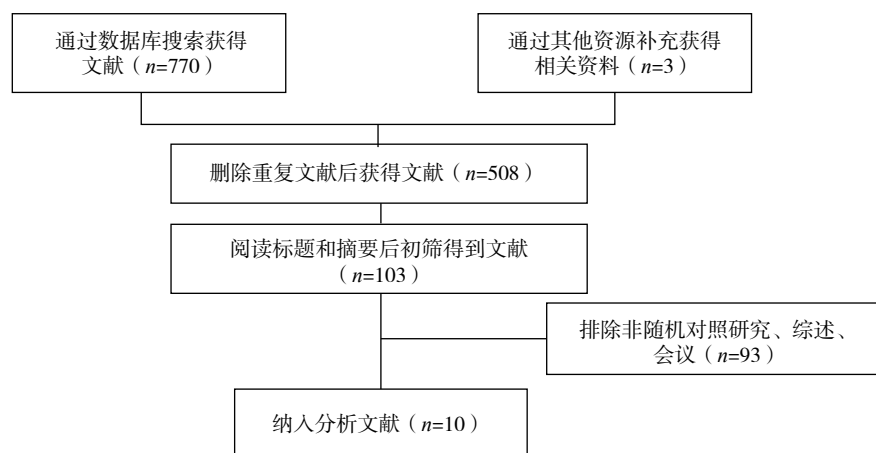 通过数据库搜索获得
文献（n=770）
通过其他资源补充获得
相关资料（n=3）
删除重复文献后获得文献（n=508）
阅读标题和摘要后初筛得到文献
（n=103）
排除非随机对照研究、综述、
会议（n=93）
纳入分析文献（n=10）